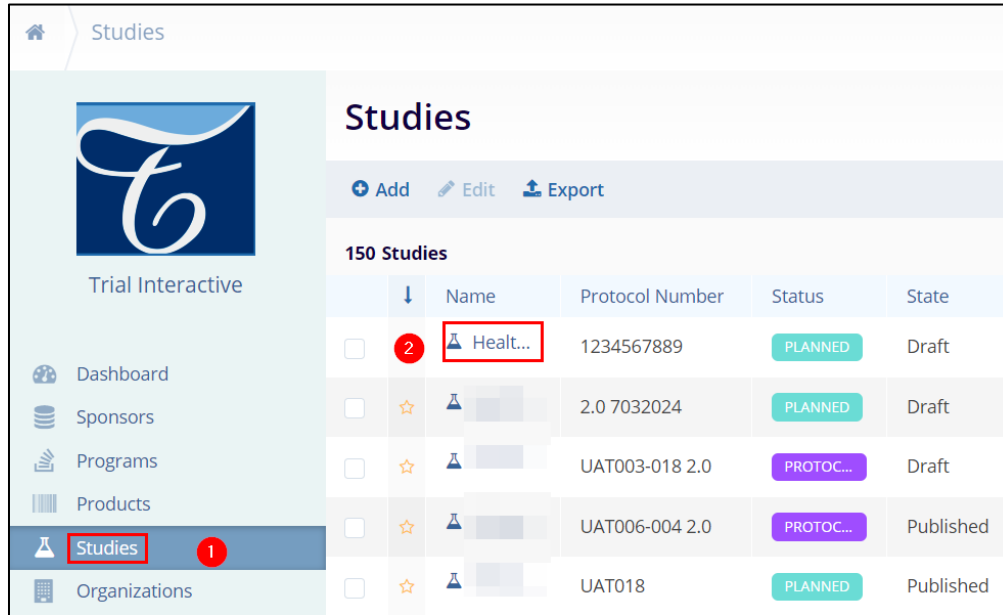 Studies
Trial Interactive
Dashboard
Sponsors
Programs
Products
Studies 1
Organizations
Studies
Add Edit Export
150 Studies
Name Protocol Number Status State
2 Healt... 1234567889 PLANNED Draft
2.0 7032024 PLANNED Draft
UAT003-018 2.0 PROTOC... Draft
UAT006-004 2.0 PROTOC... Published
UAT018 PLANNED Published